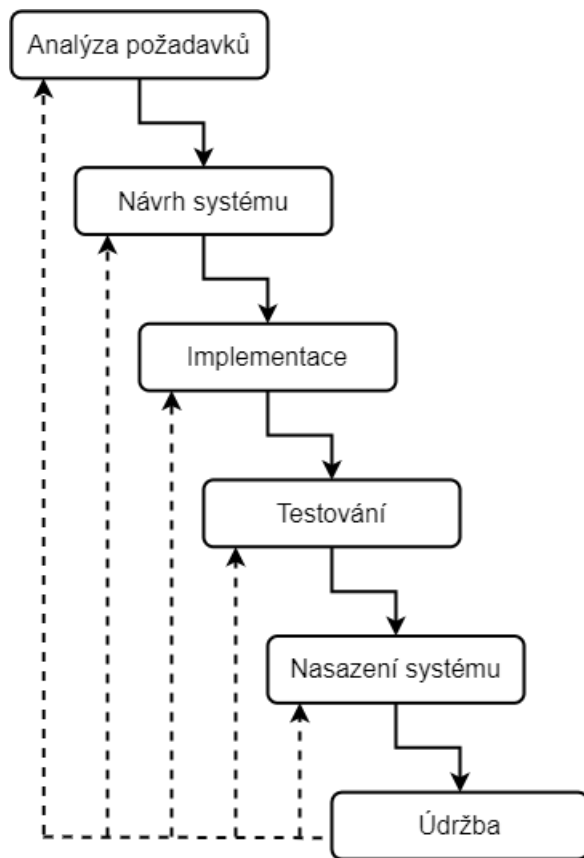 Analýza požadavků
Návrh systému
Implementace
Testování
Nasazení systému
Údržba